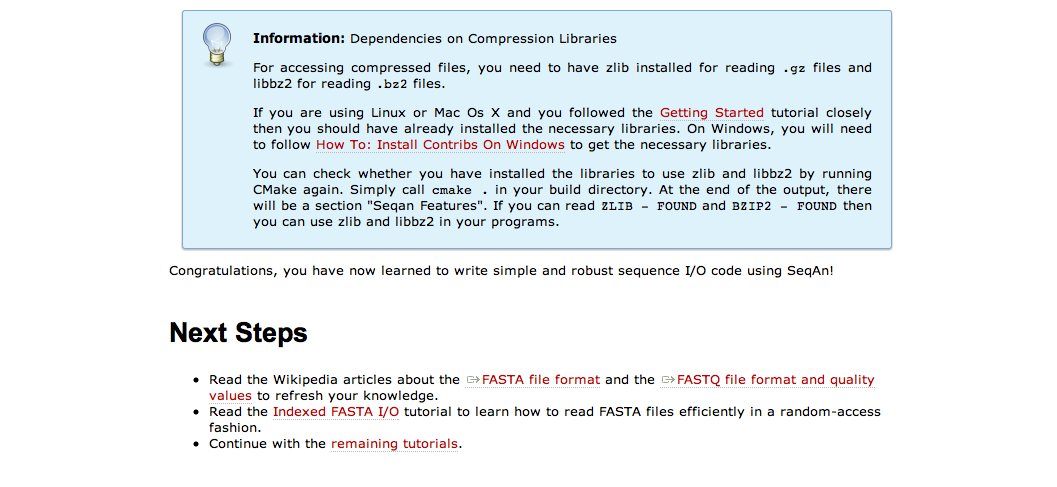 Information: Dependencies on Compression Libraries
For accessing compressed files, you need to have zlib installed for reading .gz files and
libbz2 for reading .bz2 files.
If you are using Linux or Mac Os X and you followed the Getting Started tutorial closely
then you should have already installed the necessary libraries. On Windows, you will need
to follow How To: Install Contribs On Windows to get the necessary libraries.
You can check whether you have installed the libraries to use zlib and libbz2 by running
CMake again. Simply call cmake . in your build directory. At the end of the output, there
will be a section "Seqan Features". If you can read ZLIB - FOUND and BZIP2 - FOUND then
you can use zlib and libbz2 in your programs.
Congratulations, you have now learned to write simple and robust sequence I/O code using SeqAn!
Next Steps
• Read the Wikipedia articles about the FASTA file format and the FASTQ file format and quality
values to refresh your knowledge.
• Read the Indexed FASTA I/O tutorial to learn how to read FASTA files efficiently in a random-access
fashion.
• Continue with the remaining tutorials.